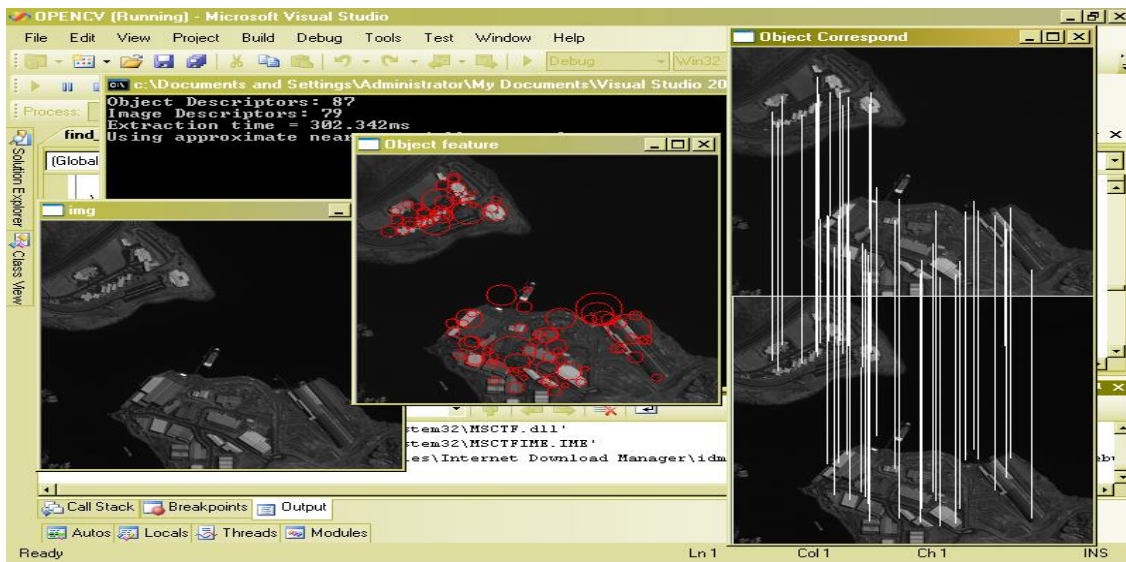 OPENCV (Running) - Microsoft Visual Studio
File Edit View Project Build Debug Tools Test Window Help
Debug Win32
c:\Documents and Settings\Administrator\My Documents\Visual Studio 20
Process:
Object Descriptors: 87
Image Descriptors: 79
Extraction time = 302.342ms
Using approximate near
find_
(Global
Solution Explorer
Class View
img
Object feature
Object Correspond
stem32\MSCTF.dll'
stem32\MSCTFIME.IME'
es\Internet Download Manager\idm
Call Stack Breakpoints Output
Autos Locals Threads Modules
Ready Ln 1 Col 1 Ch 1 INS